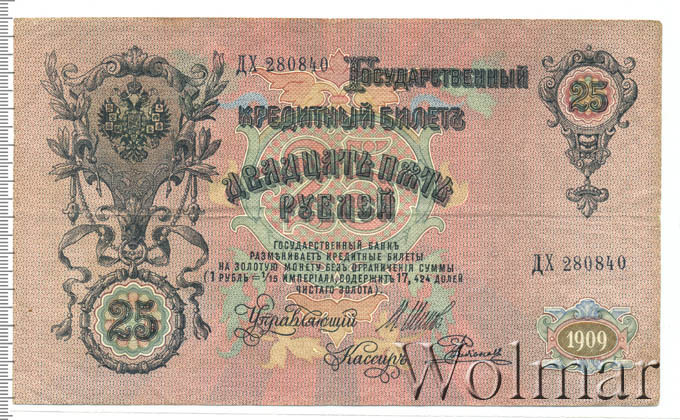 ДХ 280840
Государственный
25
25
Кредитный Билетъ
Двадцать пять
рублей
25
Государственный банкъ
размѣниваетъ кредитные билеты
на золотую монету безъ ограниченія суммы
(1 рубль = 1/15 имперіала, содержитъ 17,424 долей
чистаго золота)
ДХ 280840
25
Управляющій
Кассиръ
1909
Wolmar